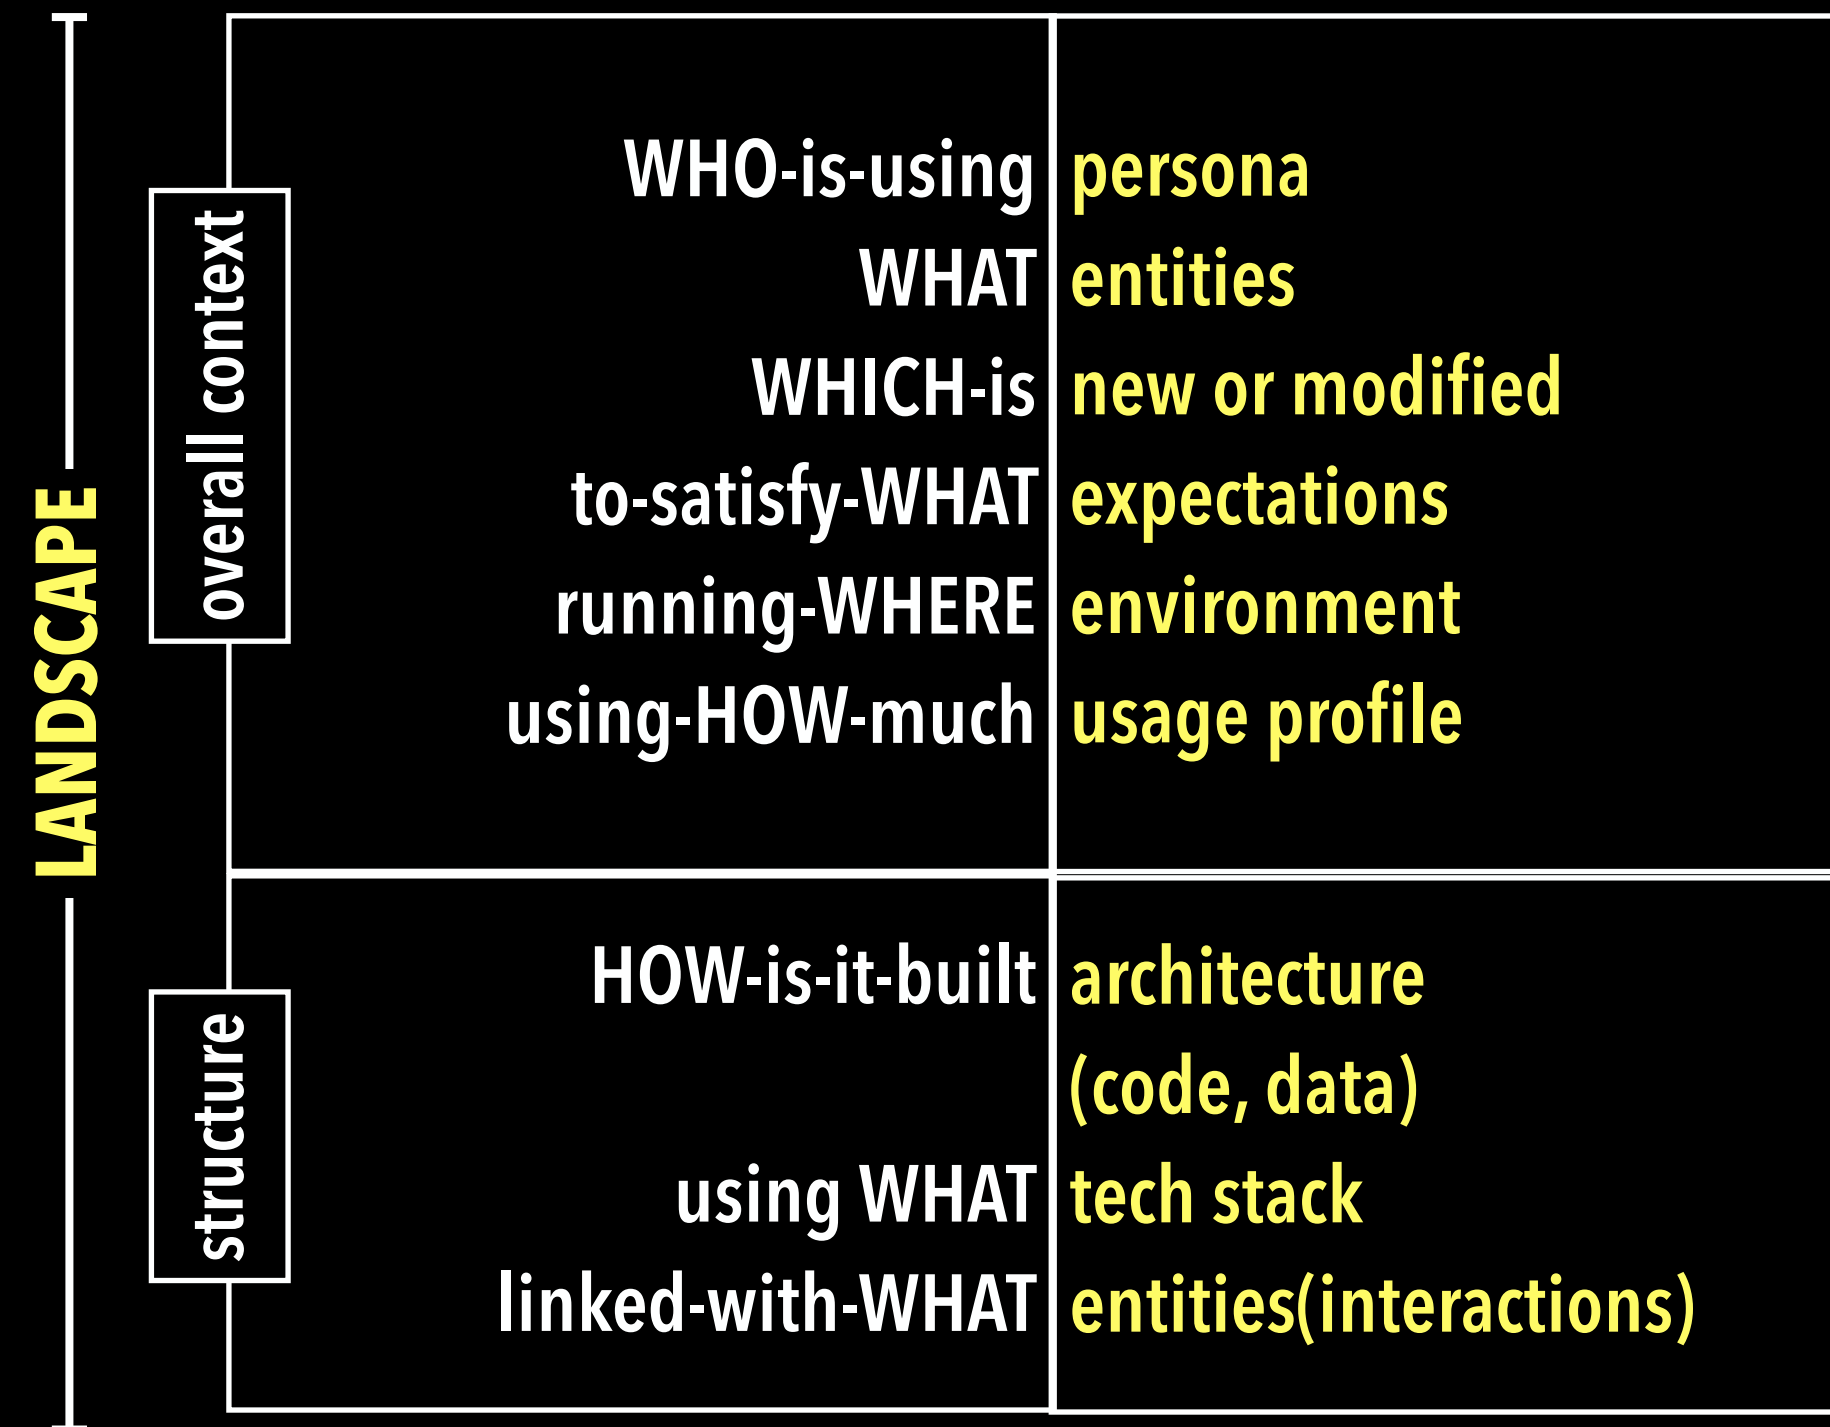 LANDSCAPE
overall context
WHO-is-using persona
WHAT entities
WHICH-is new or modified
to-satisfy-WHAT expectations
running-WHERE environment
using-HOW-much usage profile
structure
HOW-is-it-built architecture
(code, data)
using WHAT tech stack
linked-with-WHAT entities(interactions)